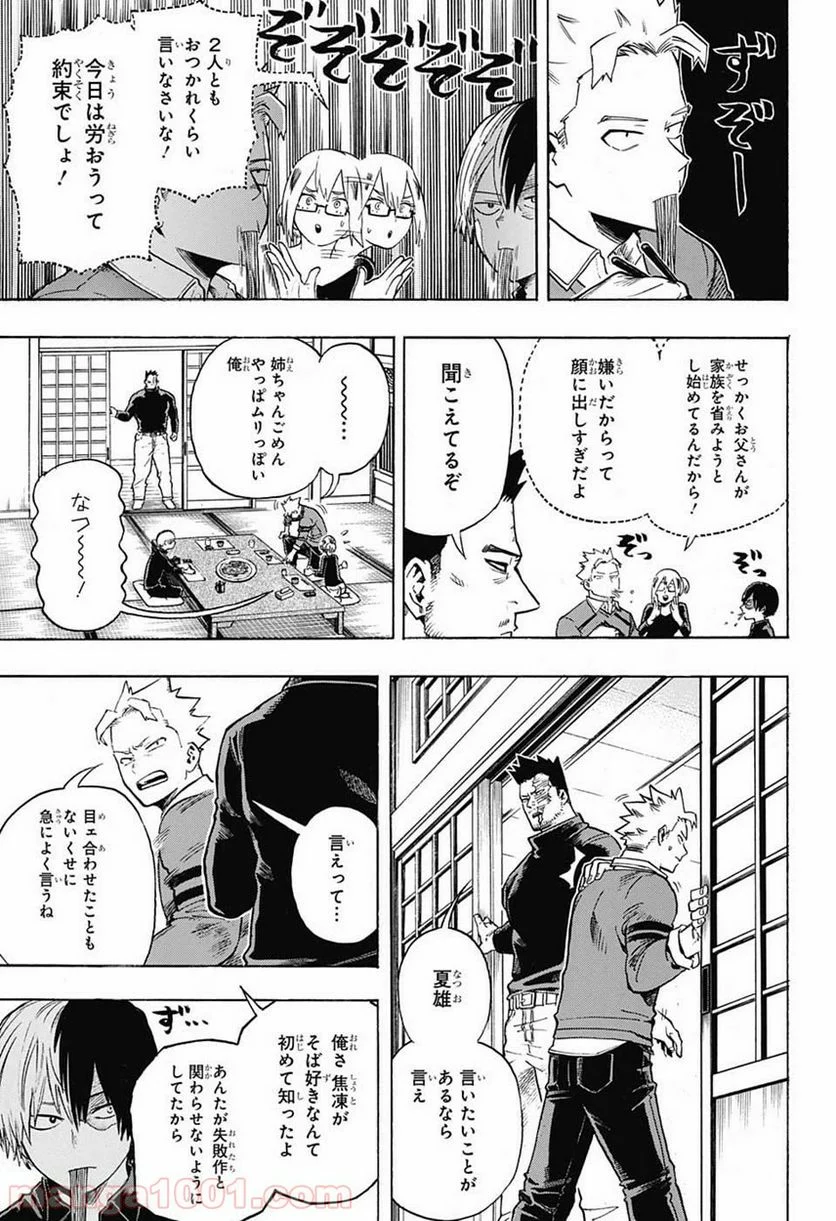 ずぞー
ぞぞぞぞぞ
2人とも
おつかれくらい
言いなさいな！
今日は労おうって
約束でしょ！
せっかくお父さんが
家族を省みようと
し始めてるんだから！
嫌いだからって
顔に出しすぎだよ
ぞっ
ぞっ
聞こえてるぞ
〜〜〜〜…
姉ちゃんごめん
やっぱムリっぽい
俺
なつ〜〜〜！
夏雄
言いたいことが
あるなら
言え
言えって…
目ェ合わせたことも
ないくせに
急によく言うね
俺さ 焦凍が
そば好きなんて
初めて知ったよ
あんたが失敗作と
関わらせないように
してたから
ず…
manga1001.com